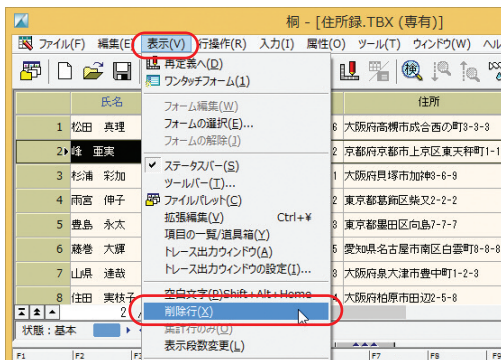 桐 - [住所録.TBX (専有)]
ファイル(F) 編集(E) 表示(V) 行操作(R) 入力(I) 属性(O) ツール(T) ウィンドウ(W)
再定義へ(D)
ワンタッチフォーム(1)
フォーム編集(W)
フォームの選択(E)...
フォームの解除(J)
ステータスバー(S)
ツールバー(T)...
ファイルパレット(C)
拡張編集(V) Ctrl+¥
項目の一覧/道具箱(Y)
トレース出力ウィンドウ(A)
トレース出力ウィンドウの設定(I)...
空白文字(P) Shift+Alt+Home
削除行(X)
集計行のみ(O)
表示段数変更(L)
氏名 住所
1 松田 真理 大阪府高槻市成合西の町3-3-3
2 峰 亜実 京都府京都市上京区東天秤町1-1
3 杉浦 彩加 大阪府貝塚市加神3-6-9
4 雨宮 伸子 東京都葛飾区柴又2-2-2
5 豊島 永太 東京都墨田区向島7-7-7
6 藤巻 大輝 愛知県名古屋市南区白雲町8-8-8
7 山県 達哉 大阪府泉大津市豊中町1-2-3
8 住田 実枝子 大阪府柏原市田辺2-5-8
状態 : 基本
F1 F2 F7 F8